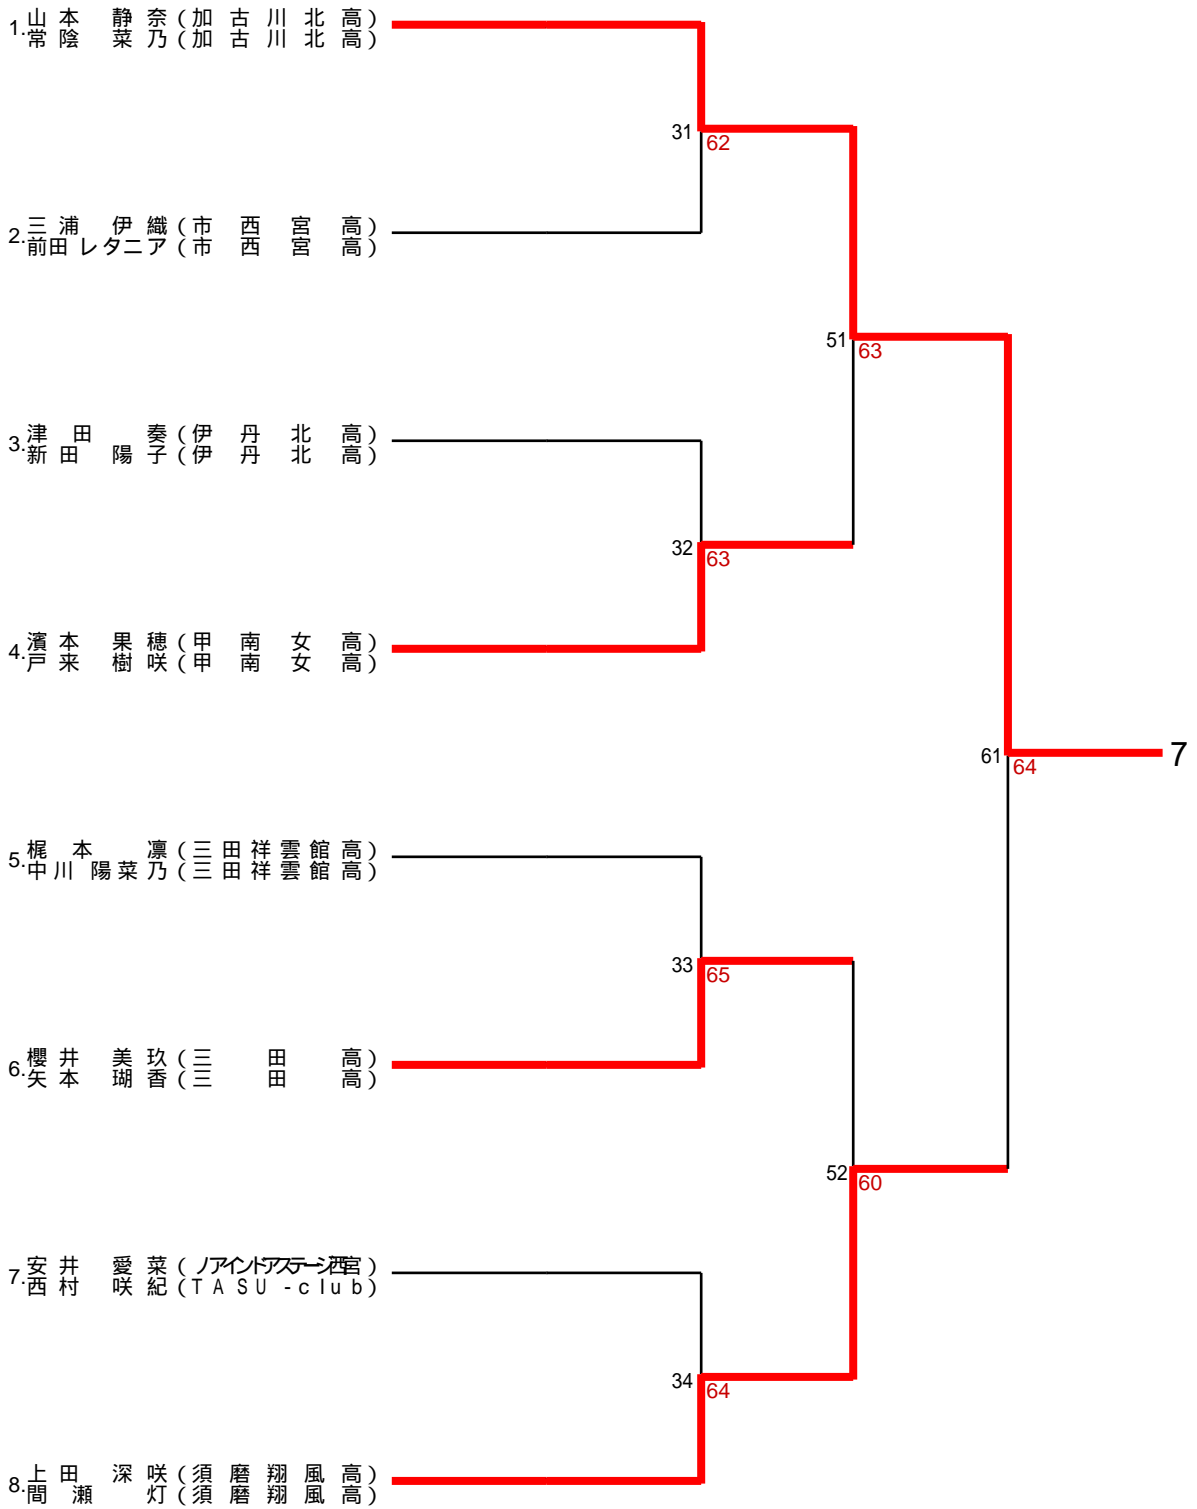 1. 山本 静奈 (加古川北高)
常陰 菜乃 (加古川北高)
31
62
2. 三浦 伊織 (市西宮高)
前田 レタニア (市西宮高)
51
63
3. 津田 奏 (伊丹北高)
新田 陽子 (伊丹北高)
32
63
4. 濱本 果穂 (甲南女高)
戸来 樹咲 (甲南女高)
61
64
7
5. 梶本 凛 (三田祥雲館高)
中川 陽菜乃 (三田祥雲館高)
33
65
6. 櫻井 美玖 (三田高)
矢本 瑚香 (三田高)
52
60
7. 安井 愛菜 (ノアインドアステージ西宮)
西村 咲紀 (TASU-club)
34
64
8. 上田 深咲 (須磨翔風高)
間瀬 灯 (須磨翔風高)